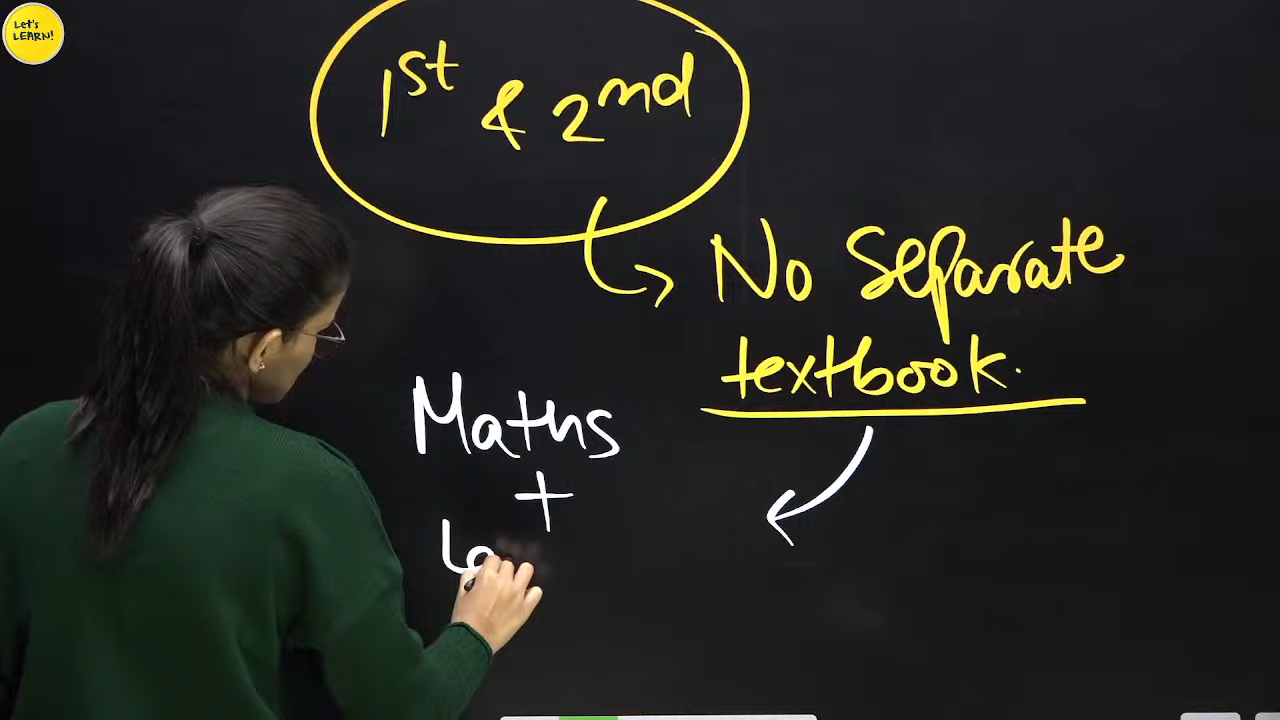 Let's
LEARN!
1st & 2nd
No Separate
textbook.
Maths
+